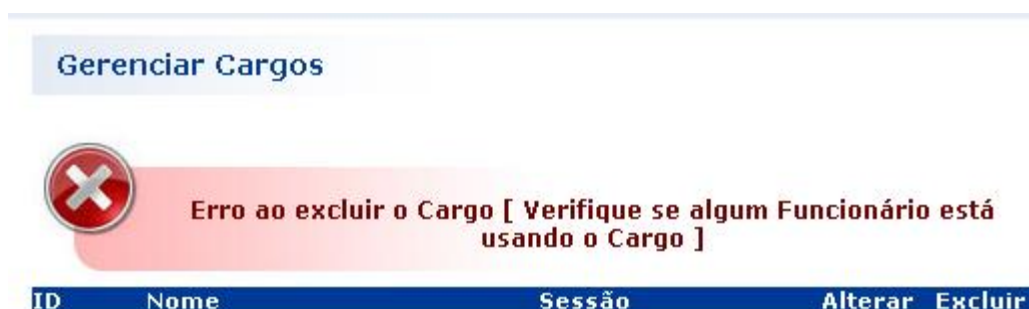 Gerenciar Cargos
Erro ao excluir o Cargo [ Verifique se algum Funcionário está
usando o Cargo ]
ID Nome Sessão Alterar Excluir